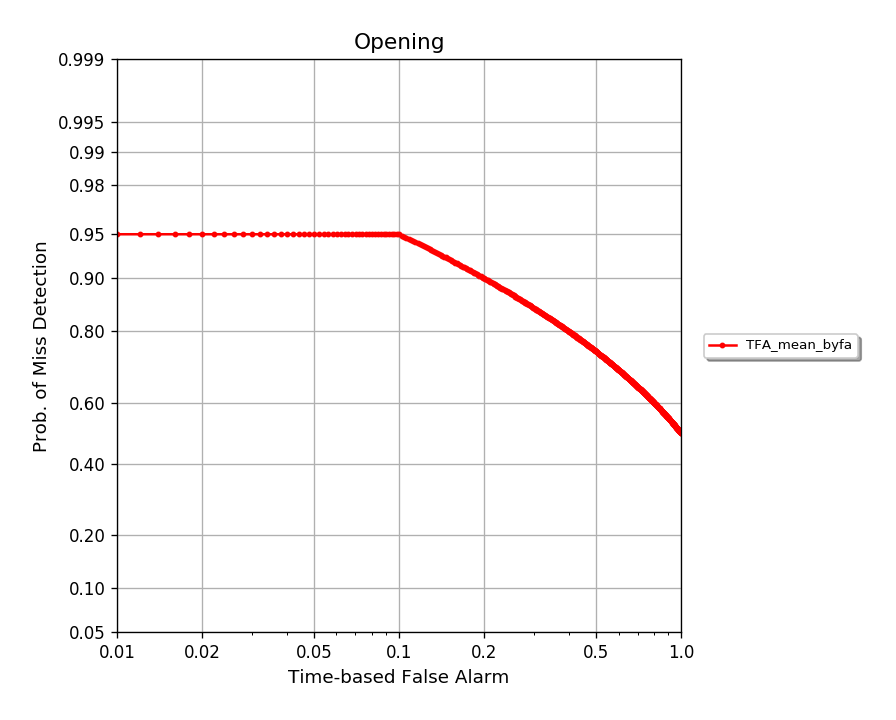 Opening
0.999
0.995
0.99
0.98
0.95
0.90
0.80
0.60
0.40
0.20
0.10
0.05
Prob. of Miss Detection
0.01 0.02 0.05 0.1 0.2 0.5 1.0
Time-based False Alarm
TFA_mean_byfa